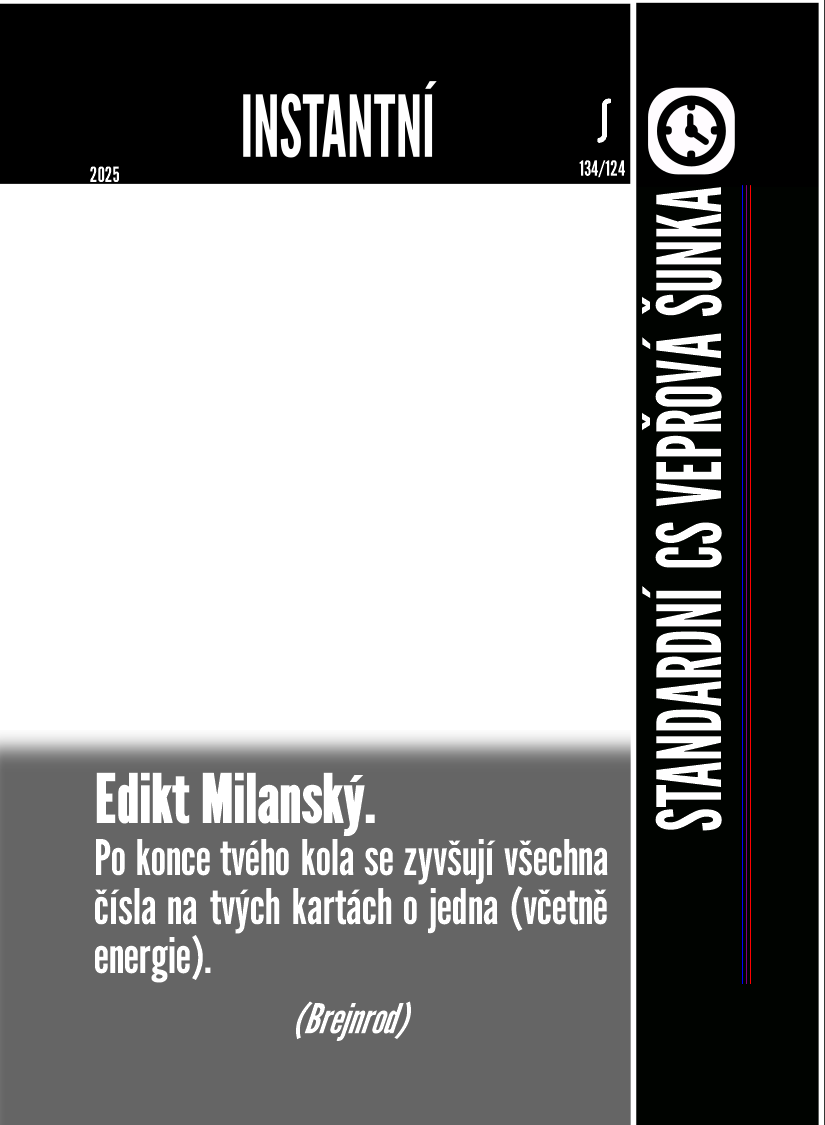 INSTANTNÍ
ʃ
2025
134/124
STANDARDNÍ CS VEPŘOVÁ ŠUNKA
Edikt Milanský.
Po konce tvého kola se zyvšují všechna
čísla na tvých kartách o jedna (včetně
energie).
(Brejnrod)